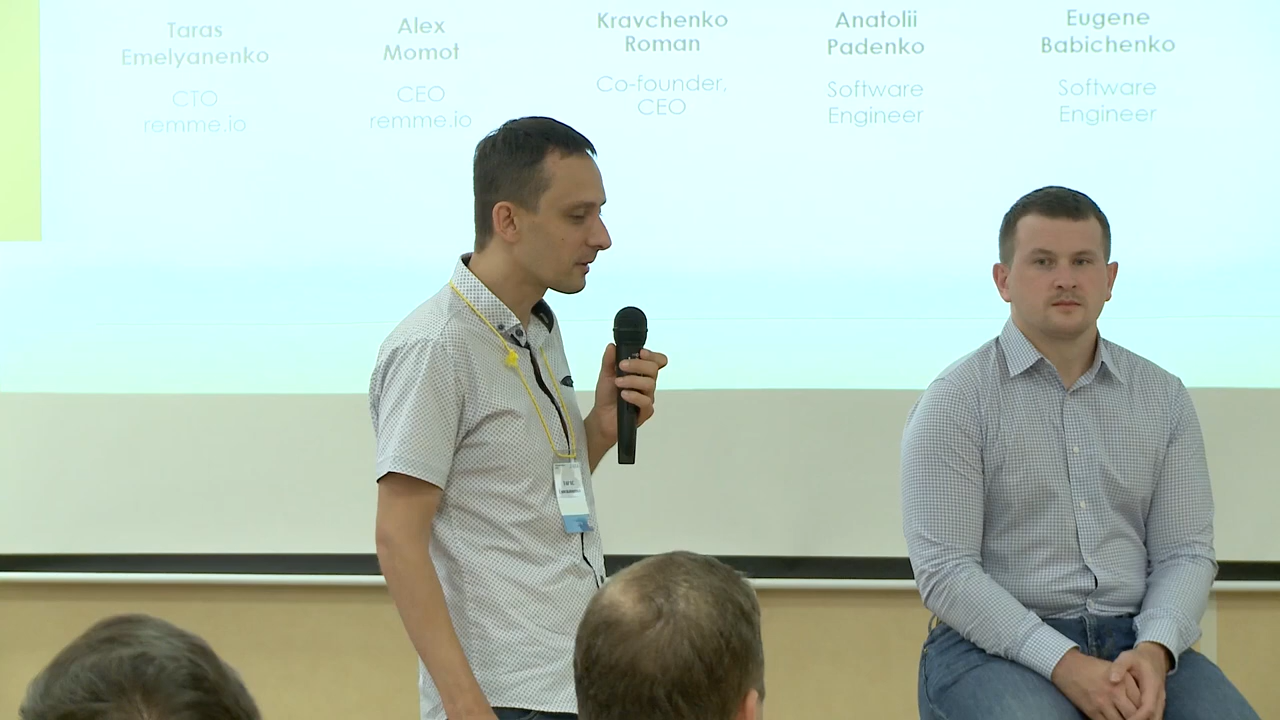 Taras
Emelyanenko
CTO
remme.io
Alex
Momot
CEO
remme.io
Kravchenko
Roman
Co-founder,
CEO
Anatolii
Padenko
Software
Engineer
Eugene
Babichenko
Software
Engineer